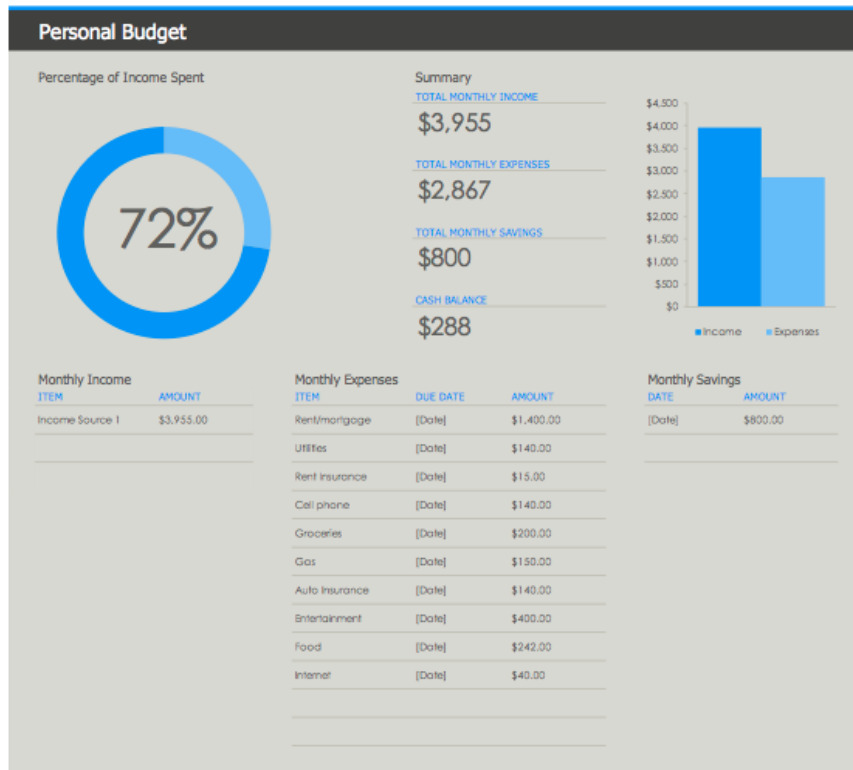 Personal Budget
Percentage of Income Spent
72%
Summary
TOTAL MONTHLY INCOME
$3,955
TOTAL MONTHLY EXPENSES
$2,867
TOTAL MONTHLY SAVINGS
$800
CASH BALANCE
$288
$4,500
$4,000
$3,500
$3,000
$2,500
$2,000
$1,500
$1,000
$500
$0
Income Expenses
Monthly Income
ITEM AMOUNT
Income Source 1 $3,955.00
Monthly Expenses
ITEM DUE DATE AMOUNT
Rent/mortgage [Date] $1,400.00
Utilities [Date] $140.00
Rent Insurance [Date] $15.00
Cell phone [Date] $140.00
Groceries [Date] $200.00
Gas [Date] $150.00
Auto Insurance [Date] $140.00
Entertainment [Date] $400.00
Food [Date] $242.00
Internet [Date] $40.00
Monthly Savings
DATE AMOUNT
[Date] $800.00